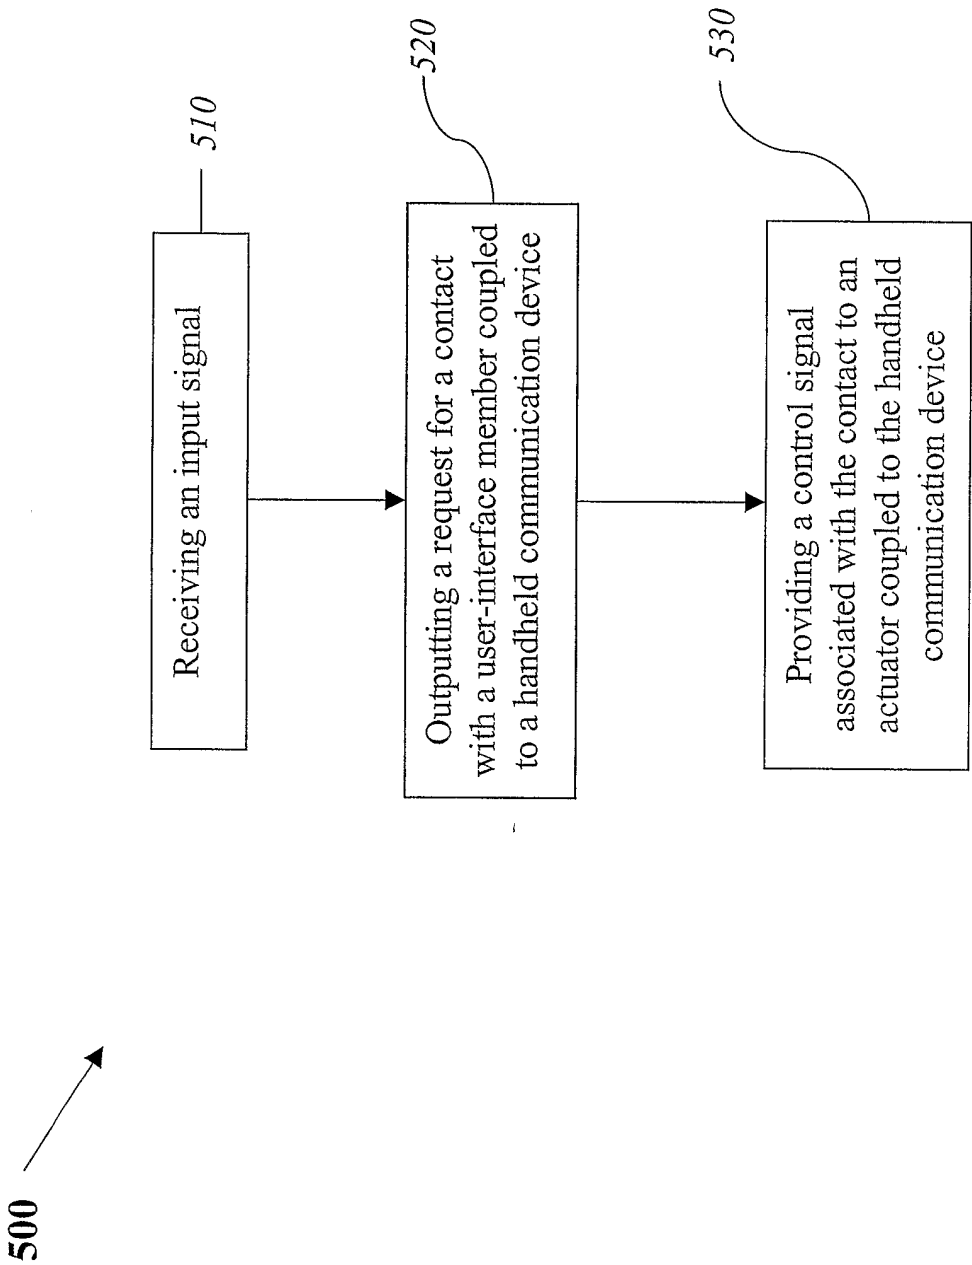 500
510
Receiving an input signal
520
Outputting a request for a contact
with a user-interface member coupled
to a handheld communication device
530
Providing a control signal
associated with the contact to an
actuator coupled to the handheld
communication device